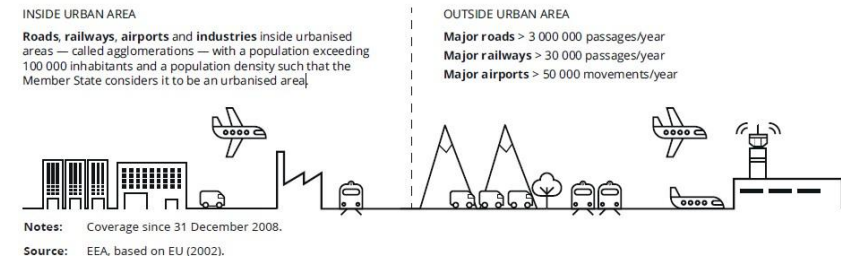 INSIDE URBAN AREA
Roads, railways, airports and industries inside urbanised
areas — called agglomerations — with a population exceeding
100 000 inhabitants and a population density such that the
Member State considers it to be an urbanised area.
OUTSIDE URBAN AREA
Major roads > 3 000 000 passages/year
Major railways > 30 000 passages/year
Major airports > 50 000 movements/year
Notes: Coverage since 31 December 2008.
Source: EEA, based on EU (2002).